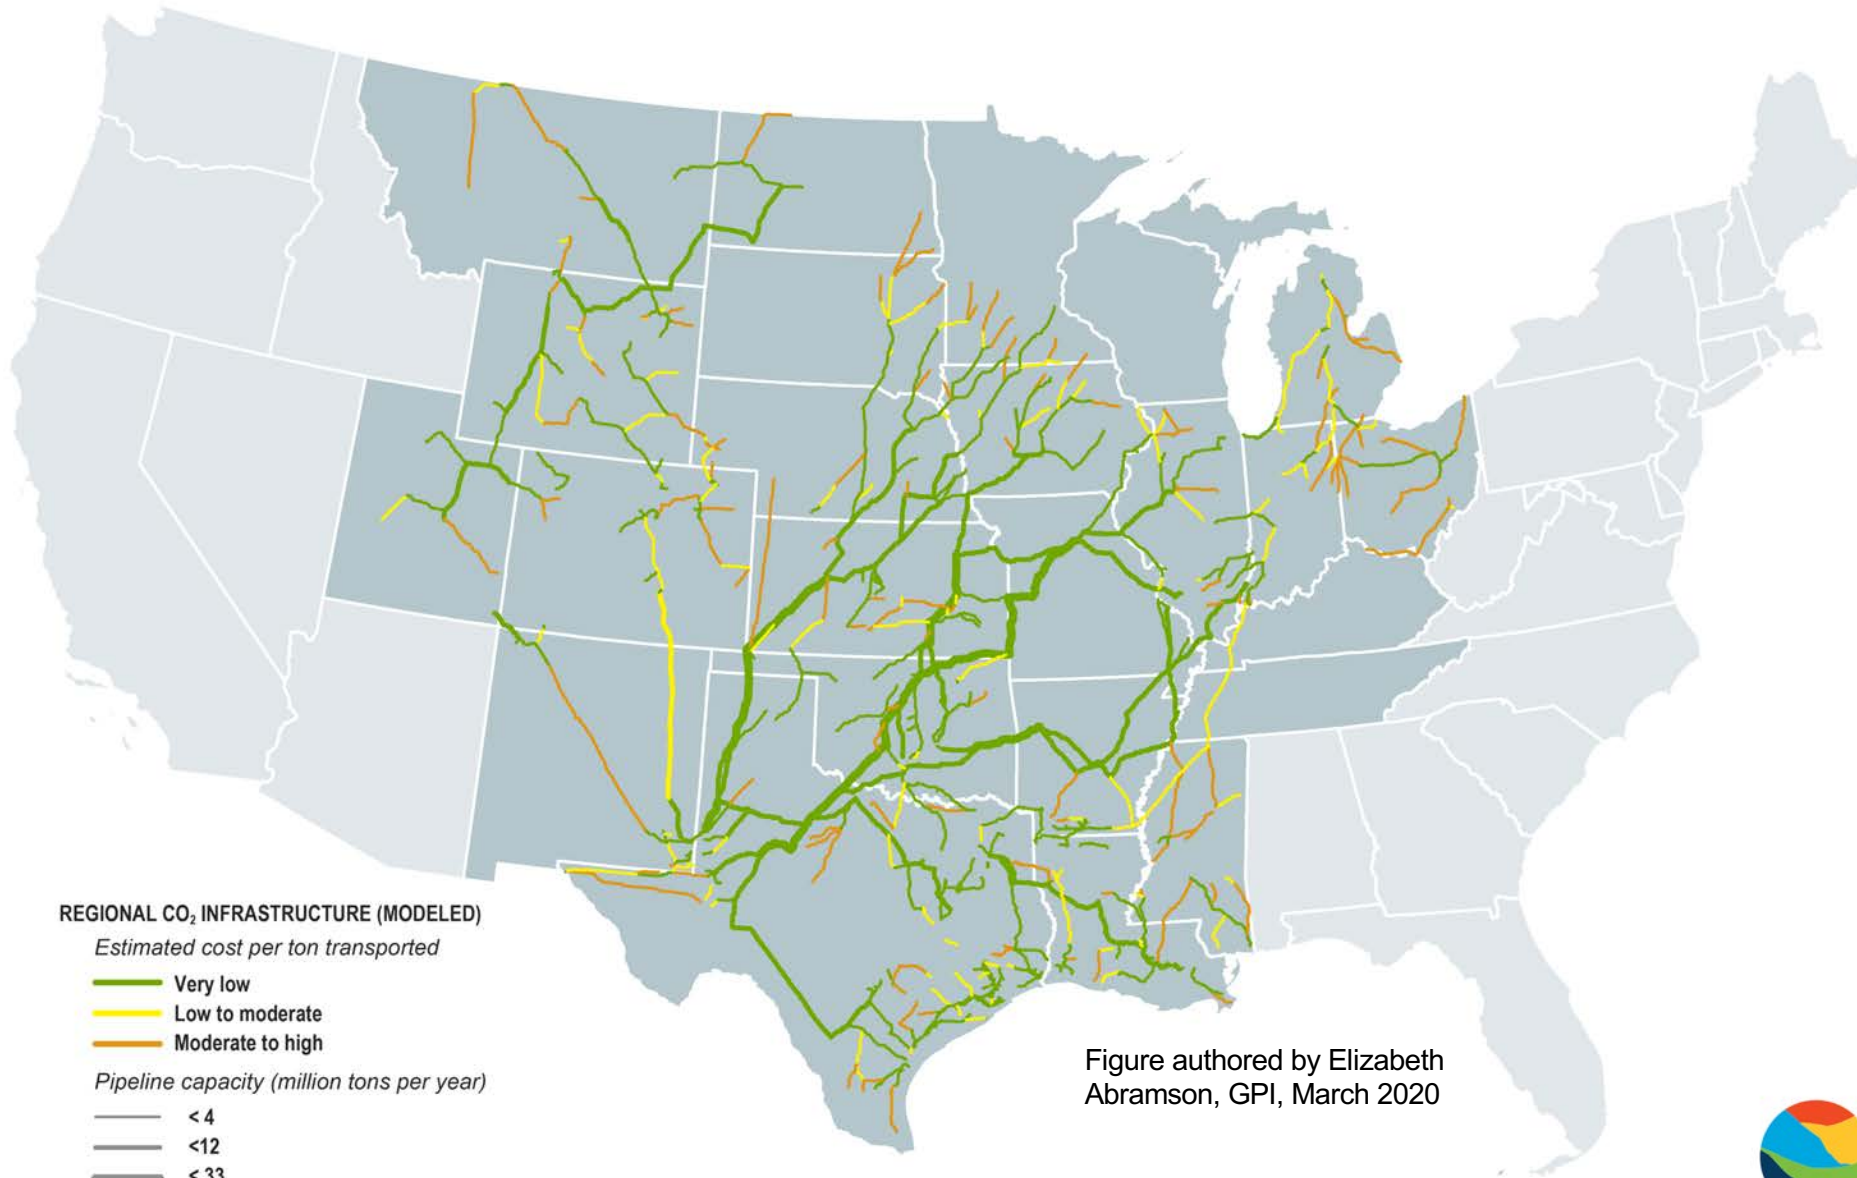 REGIONAL CO₂ INFRASTRUCTURE (MODELED)
Estimated cost per ton transported
Very low
Low to moderate
Moderate to high
Pipeline capacity (million tons per year)
< 4
<12
< 33
Figure authored by Elizabeth
Abramson, GPI, March 2020